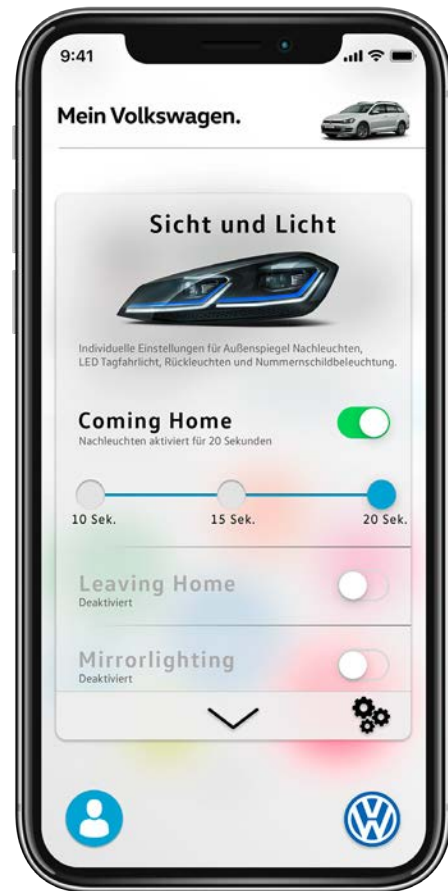 9:41
Mein Volkswagen.
Sicht und Licht
Individuelle Einstellungen für Außenspiegel Nachleuchten,
LED Tagfahrlicht, Rückleuchten und Nummernschildbeleuchtung.
Coming Home
Nachleuchten aktiviert für 20 Sekunden
10 Sek. 15 Sek. 20 Sek.
Leaving Home
Deaktiviert
Mirrorlighting
Deaktiviert
VW